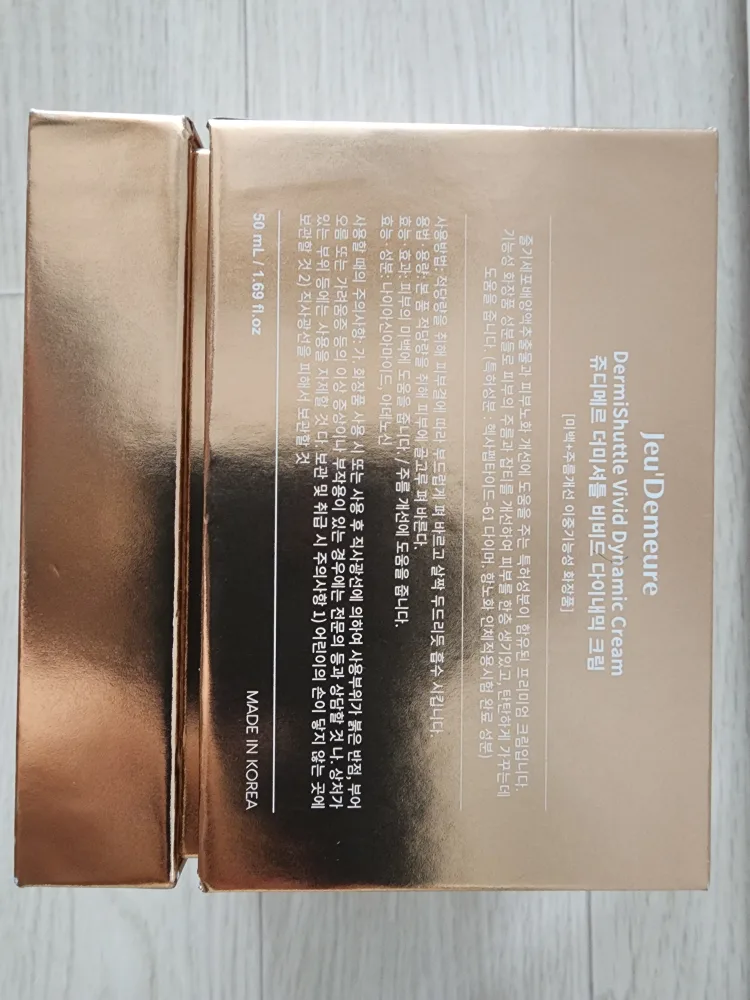 Jeu'Demeure
DermiShuttle Vivid Dynamic Cream
쥬디메르 더미셔틀 비비드 다이내믹 크림
[미백+주름개선 이중기능성 화장품]
줄기세포배양액추출물과 피부노화 개선에 도움을 주는 특허성분이 함유된 프리미엄 크림입니다.
기능성 화장품 성분들로 피부의 주름과 잡티를 개선하여 피부를 한층 생기있고, 탄탄하게 가꾸는데
도움을 줍니다. (특허성분 : 헥사펩타이드-61 다이머, 항노화 인체적용시험 원료 성분)
사용방법: 적당량을 취해 피부결에 따라 부드럽게 펴 바르고 살짝 두드리듯 흡수 시킵니다.
용법 · 용량: 본품 적당량을 취해 피부에 골고루 펴 바른다.
효능 · 효과: 피부의 미백에 도움을 줍니다. / 주름 개선에 도움을 줍니다.
효능 · 성분: 나이아신아마이드, 아데노신
사용할 때의 주의사항: 가. 화장품 사용 시 또는 사용 후 직사광선에 의하여 사용부위가 붉은 반점, 부어
오름 또는 가려움증 등의 이상 증상이나 부작용이 있는 경우에는 전문의 등과 상담할 것 나. 상처가
있는 부위 등에는 사용을 자제할 것 다. 보관 및 취급 시 주의사항 1) 어린이의 손이 닿지 않는 곳에
보관할 것 2) 직사광선을 피해서 보관할 것
50 mL / 1.69 fl.oz
MADE IN KOREA